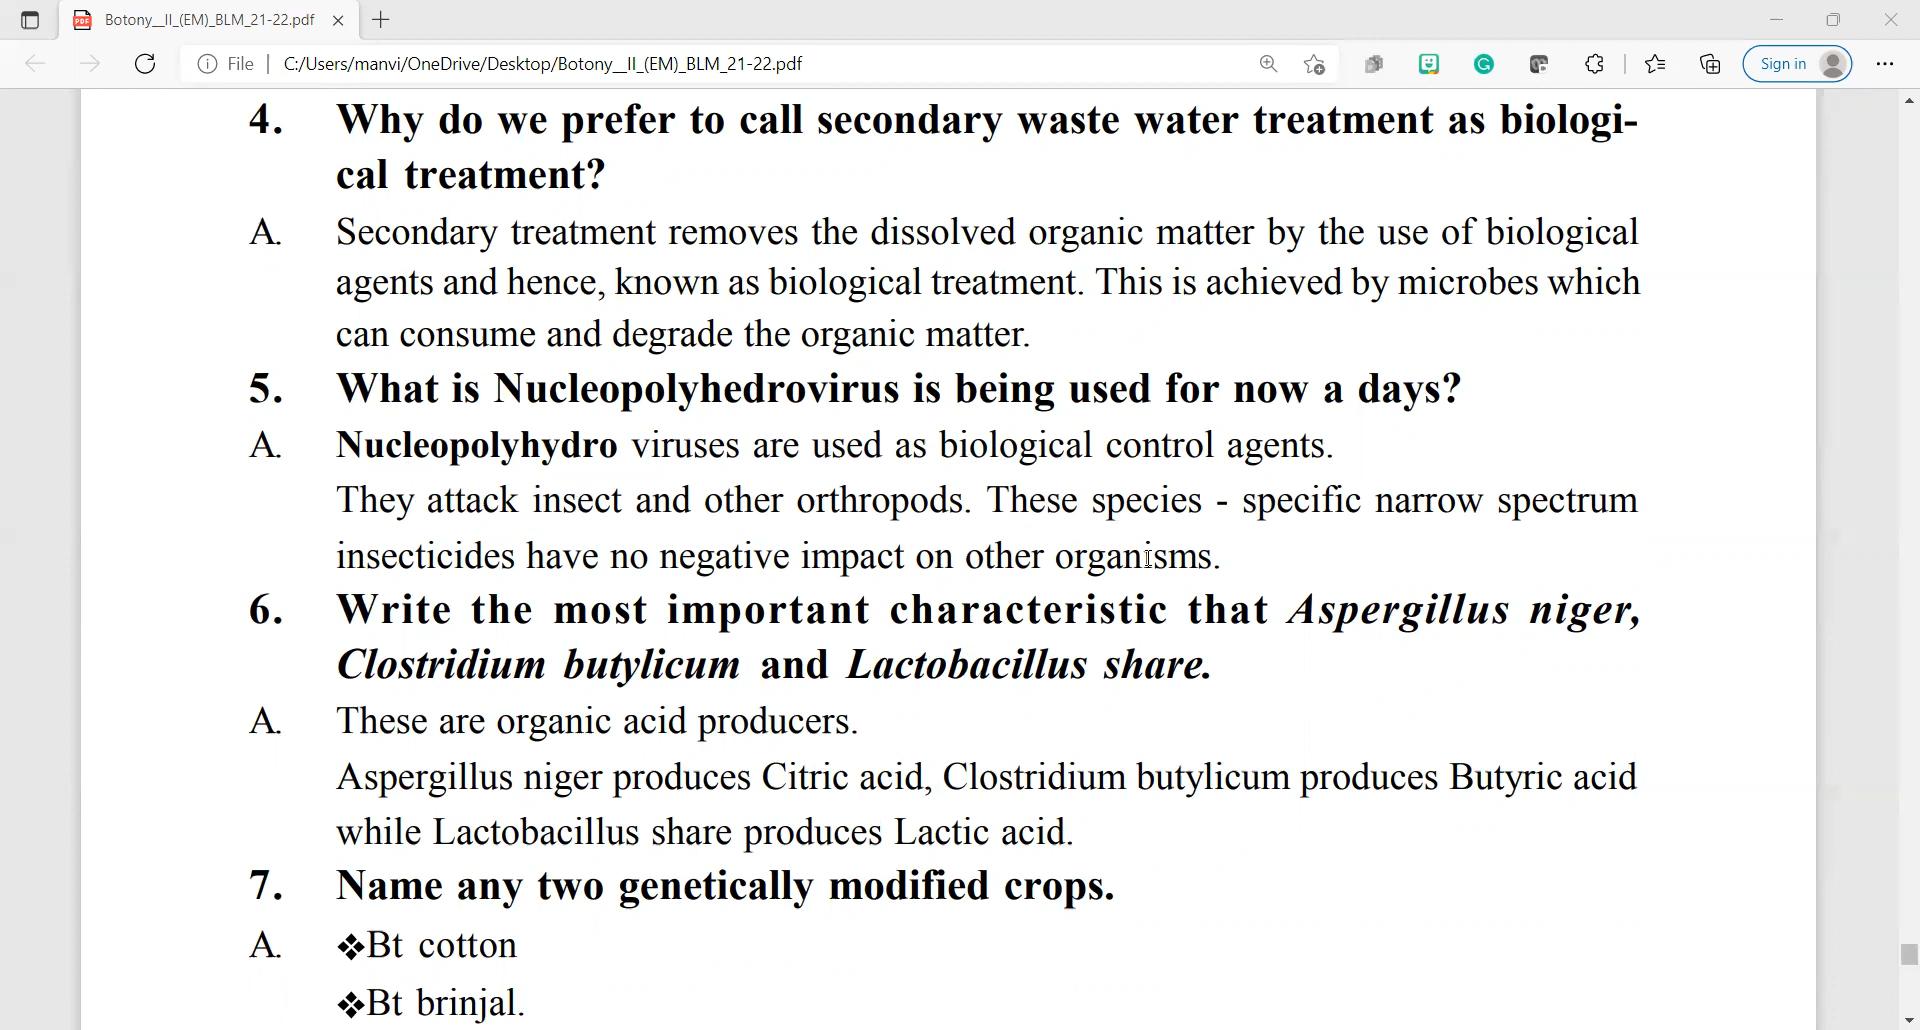 Botony__II_(EM)_BLM_21-22.pdf
File
C:/Users/manvi/OneDrive/Desktop/Botony__II_(EM)_BLM_21-22.pdf
Sign in
4. Why do we prefer to call secondary waste water treatment as biologi-
cal treatment?
A. Secondary treatment removes the dissolved organic matter by the use of biological
agents and hence, known as biological treatment. This is achieved by microbes which
can consume and degrade the organic matter.
5. What is Nucleopolyhedrovirus is being used for now a days?
A. Nucleopolyhydro viruses are used as biological control agents.
They attack insect and other orthropods. These species - specific narrow spectrum
insecticides have no negative impact on other organisms.
6. Write the most important characteristic that Aspergillus niger,
Clostridium butylicum and Lactobacillus share.
A. These are organic acid producers.
Aspergillus niger produces Citric acid, Clostridium butylicum produces Butyric acid
while Lactobacillus share produces Lactic acid.
7. Name any two genetically modified crops.
A. ❖Bt cotton
❖Bt brinjal.